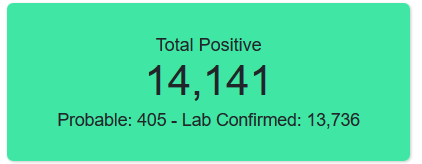 Total Positive
14,141
Probable: 405 - Lab Confirmed: 13,736